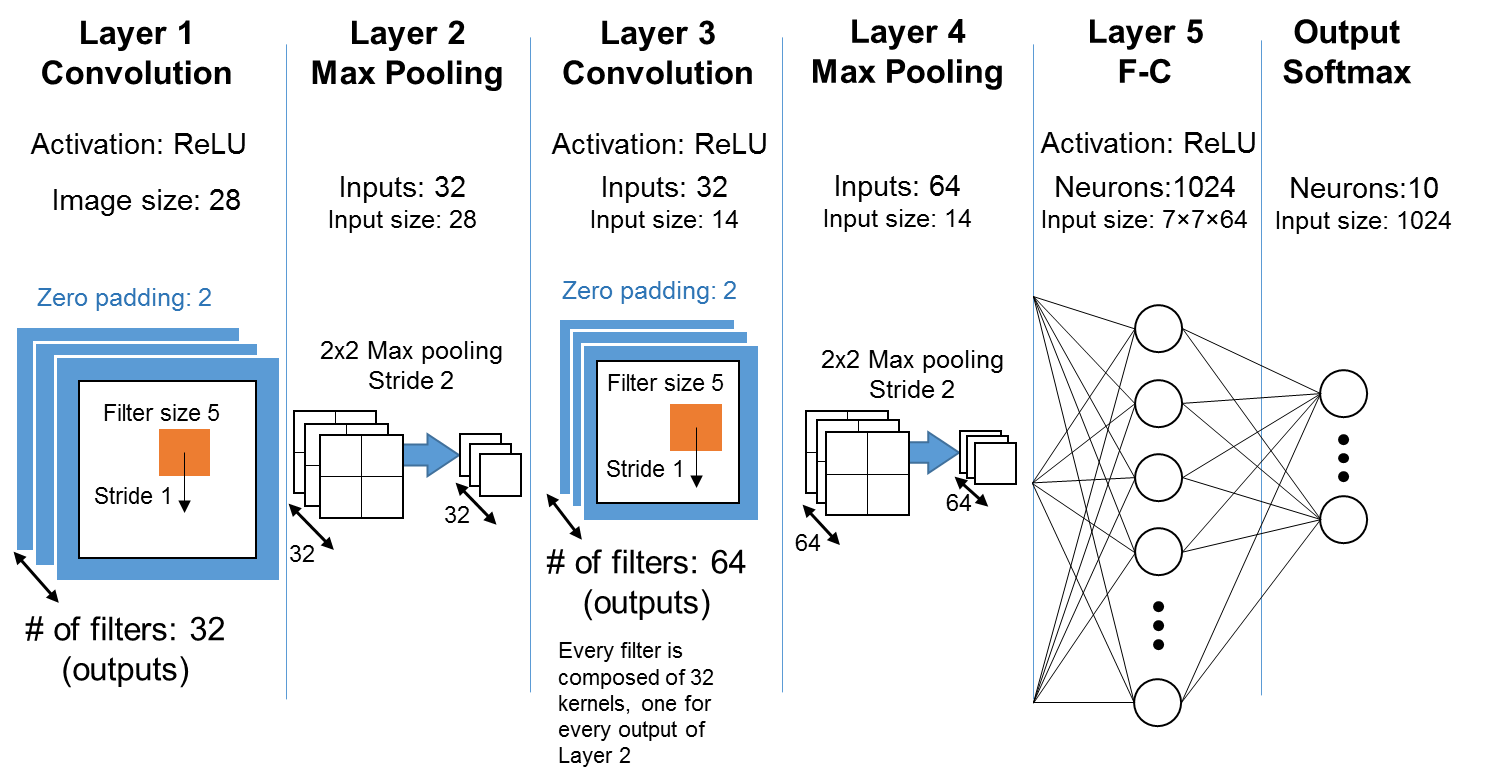 Layer 1
Convolution
Activation: ReLU
Image size: 28
Zero padding: 2
Filter size 5
Stride 1
# of filters: 32
(outputs)
Layer 2
Max Pooling
Inputs: 32
Input size: 28
2x2 Max pooling
Stride 2
32
32
Layer 3
Convolution
Activation: ReLU
Inputs: 32
Input size: 14
Zero padding: 2
Filter size 5
Stride 1
# of filters: 64
(outputs)
Every filter is
composed of 32
kernels, one for
every output of
Layer 2
Layer 4
Max Pooling
Inputs: 64
Input size: 14
2x2 Max pooling
Stride 2
64
64
Layer 5
F-C
Activation: ReLU
Neurons:1024
Input size: 7×7×64
Output
Softmax
Neurons:10
Input size: 1024